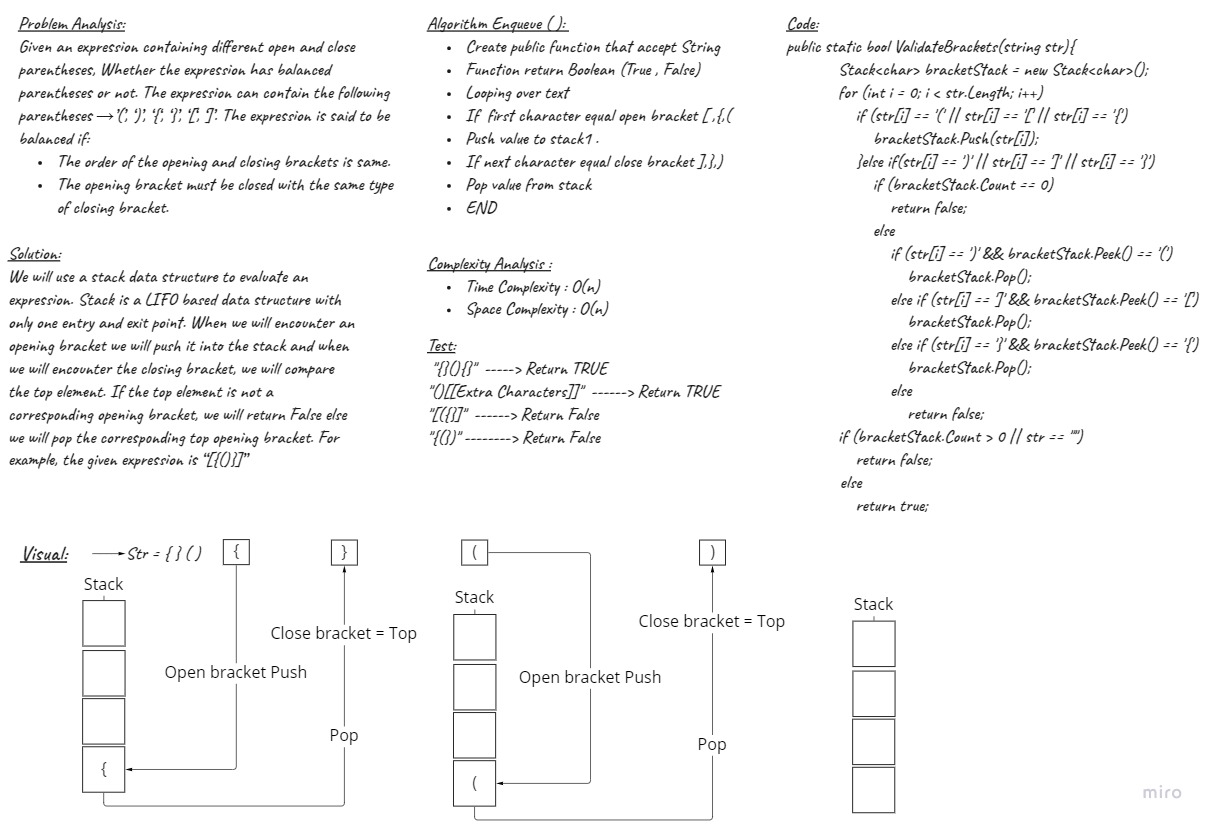 Problem Analysis:
Given an expression containing different open and close
parentheses, Whether the expression has balanced
parentheses or not. The expression can contain the following
parentheses → '(', ')', '{', '}', '[', ]'. The expression is said to be
balanced if:
• The order of the opening and closing brackets is same.
• The opening bracket must be closed with the same type
of closing bracket.
Solution:
We will use a stack data structure to evaluate an
expression. Stack is a LIFO based data structure with
only one entry and exit point. When we will encounter an
opening bracket we will push it into the stack and when
we will encounter the closing bracket, we will compare
the top element. If the top element is not a
corresponding opening bracket, we will return False else
we will pop the corresponding top opening bracket. For
example, the given expression is “[{()}]”
Algorithm Enqueue ( ):
• Create public function that accept String
• Function return Boolean (True , False)
• Looping over text
• If first character equal open bracket [,{,(
• Push value to stack1 .
• If next character equal close bracket ],},)
• Pop value from stack
• END
Complexity Analysis :
• Time Complexity : O(n)
• Space Complexity : O(n)
Test:
"{}(){}" -----> Return TRUE
"()[[Extra Characters]]" ------> Return TRUE
"[({}]" ------> Return False
"{(})" --------> Return False
Code:
public static bool ValidateBrackets(string str){
Stack<char> bracketStack = new Stack<char>();
for (int i = 0; i < str.Length; i++)
if (str[i] == '(' || str[i] == '[' || str[i] == '{')
bracketStack.Push(str[i]);
}else if(str[i] == ')' || str[i] == ']' || str[i] == '}')
if (bracketStack.Count == 0)
return false;
else
if (str[i] == ')' && bracketStack.Peek() == '(')
bracketStack.Pop();
else if (str[i] == ']' && bracketStack.Peek() == '[')
bracketStack.Pop();
else if (str[i] == '}' && bracketStack.Peek() == '{')
bracketStack.Pop();
else
return false;
if (bracketStack.Count > 0 || str == "")
return false;
else
return true;
Visual:
Str = { } ( )
{
}
Stack
Close bracket = Top
Open bracket Push
Pop
{
(
)
Stack
Close bracket = Top
Open bracket Push
Pop
(
Stack
miro